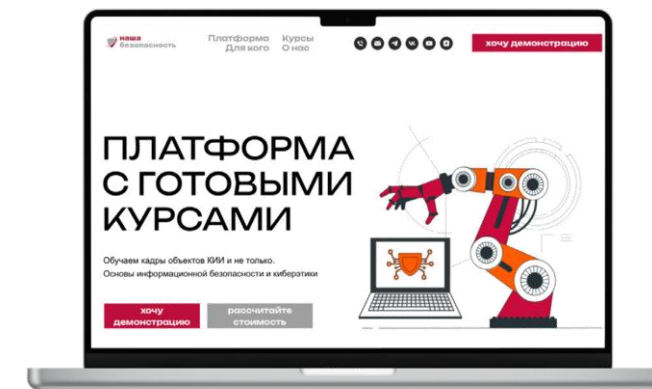 наша
безопасность
Платформа Курсы
Для кого О нас
хочу демонстрацию
ПЛАТФОРМА
С ГОТОВЫМИ
КУРСАМИ
Обучаем кадры объектов КИИ и не только.
Основы информационной безопасности и киберэтики
хочу
демонстрацию
рассчитайте
стоимость